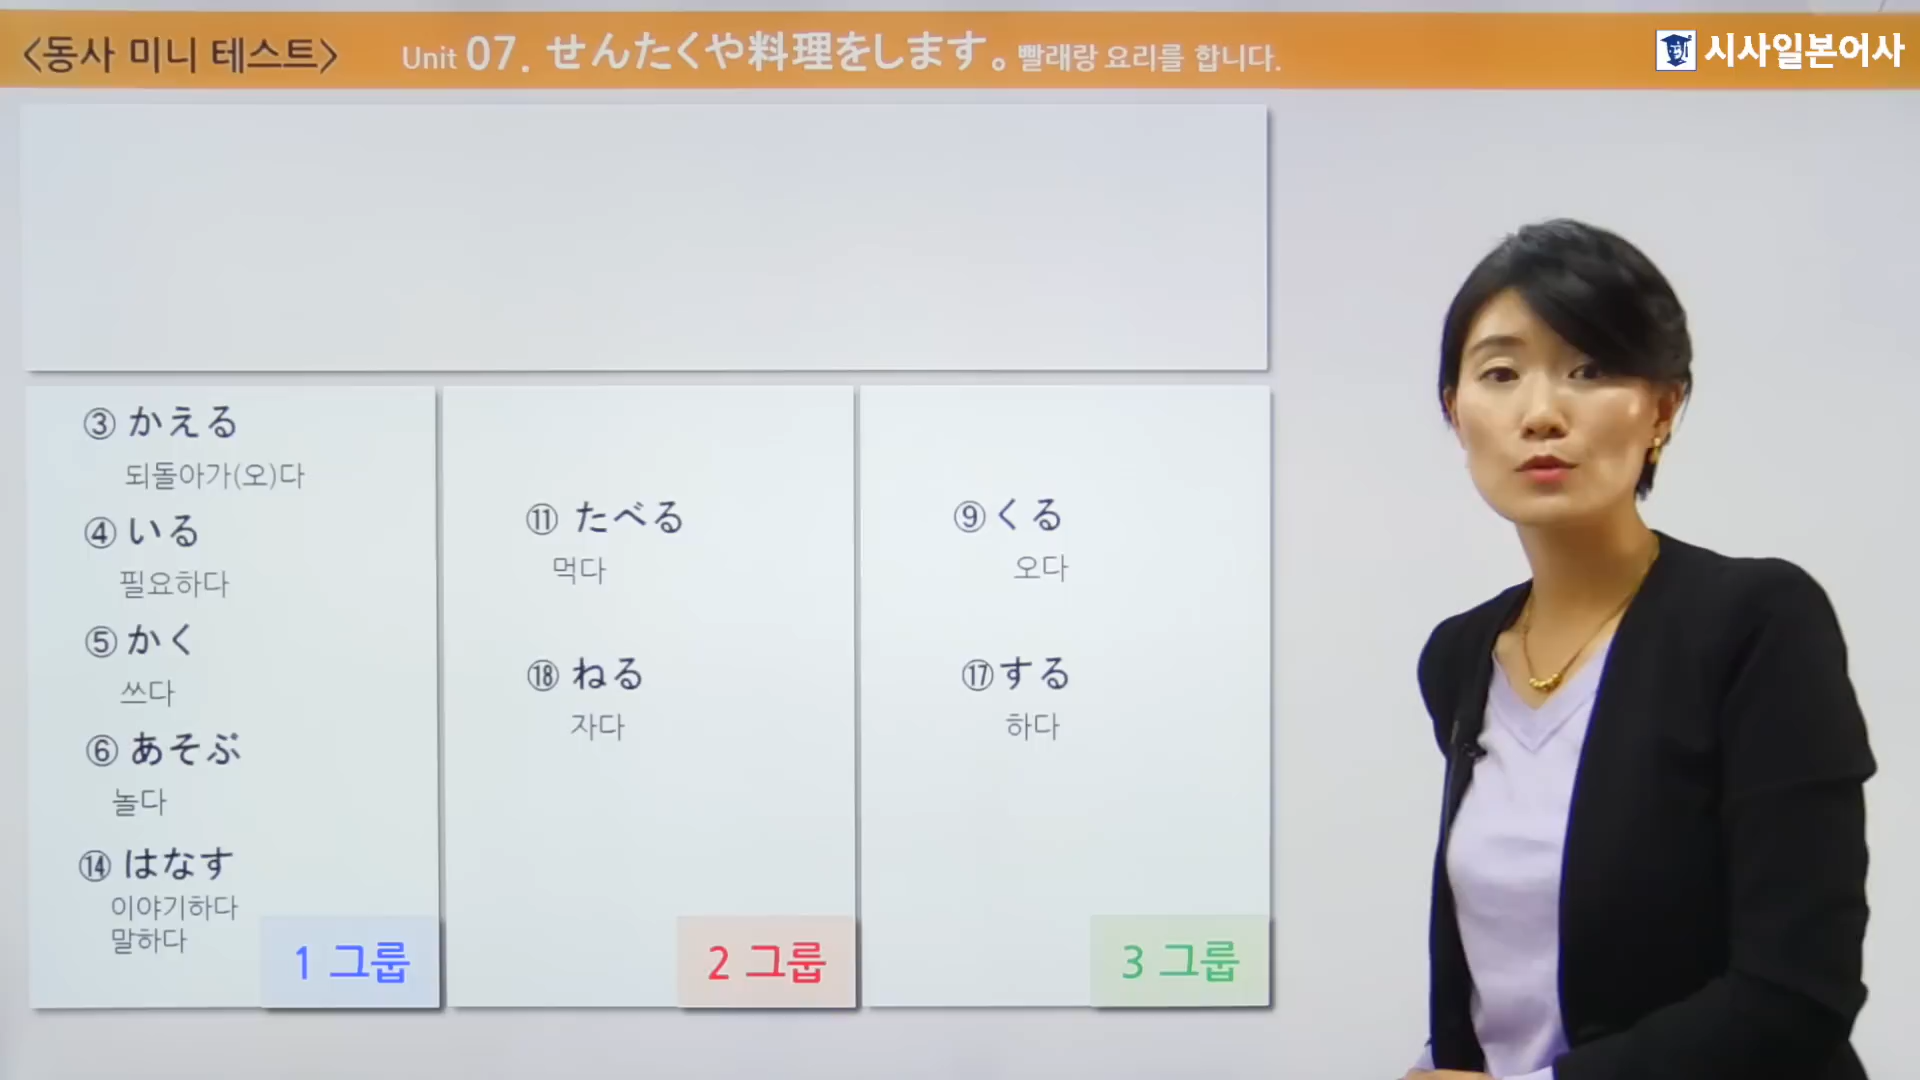 <동사 미니 테스트>
Unit 07. せんたくや料理をします。빨래랑 요리를 합니다.
시사일본어사
③ かえる
되돌아가(오)다
④ いる
필요하다
⑤ かく
쓰다
⑥ あそぶ
놀다
⑭ はなす
이야기하다
말하다
1 그룹
⑪ たべる
먹다
⑱ ねる
자다
2 그룹
⑨ くる
오다
⑰ する
하다
3 그룹